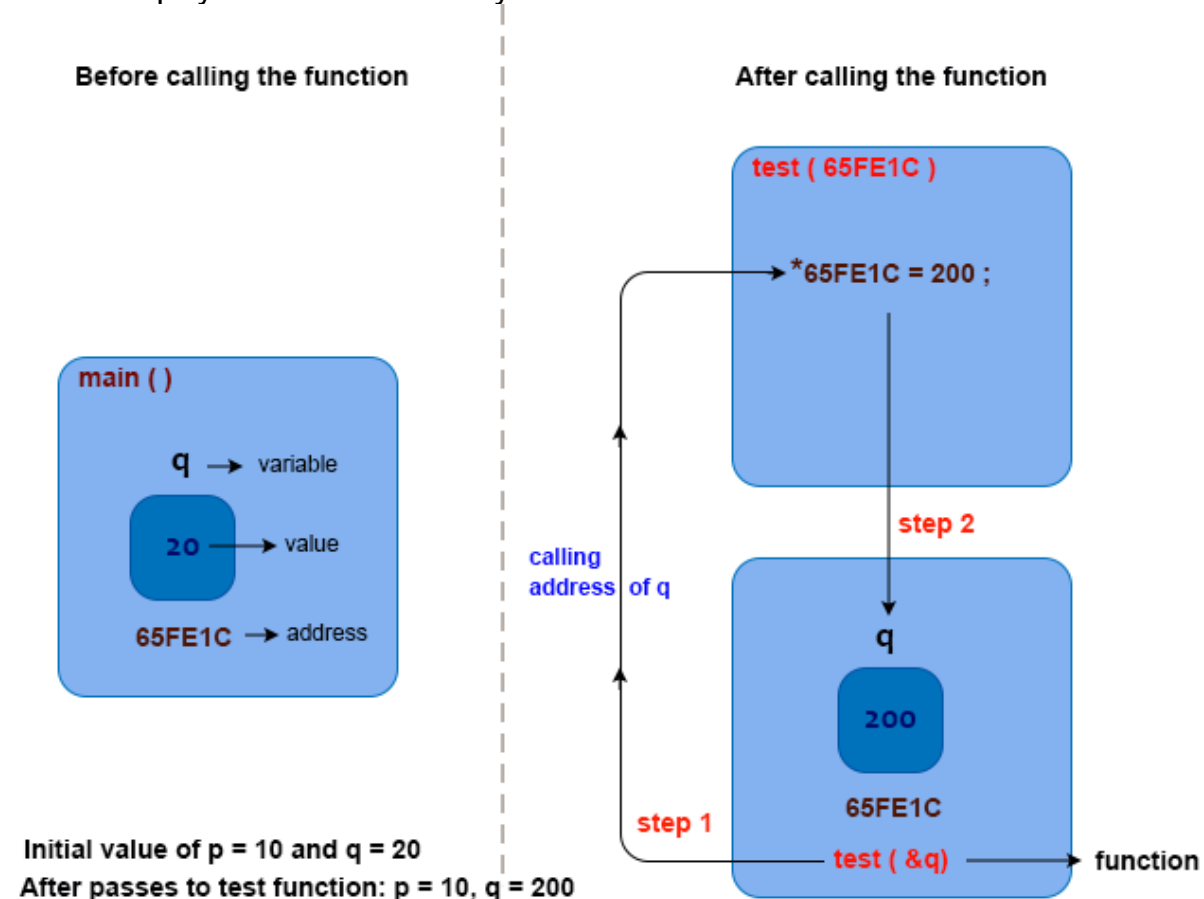 Before calling the function
After calling the function
test ( 65FE1C )
*65FE1C = 200 ;
main ( )
q
variable
20
value
65FE1C
address
step 2
calling
address of q
q
200
65FE1C
step 1
test ( &q)
function
Initial value of p = 10 and q = 20
After passes to test function: p = 10, q = 200